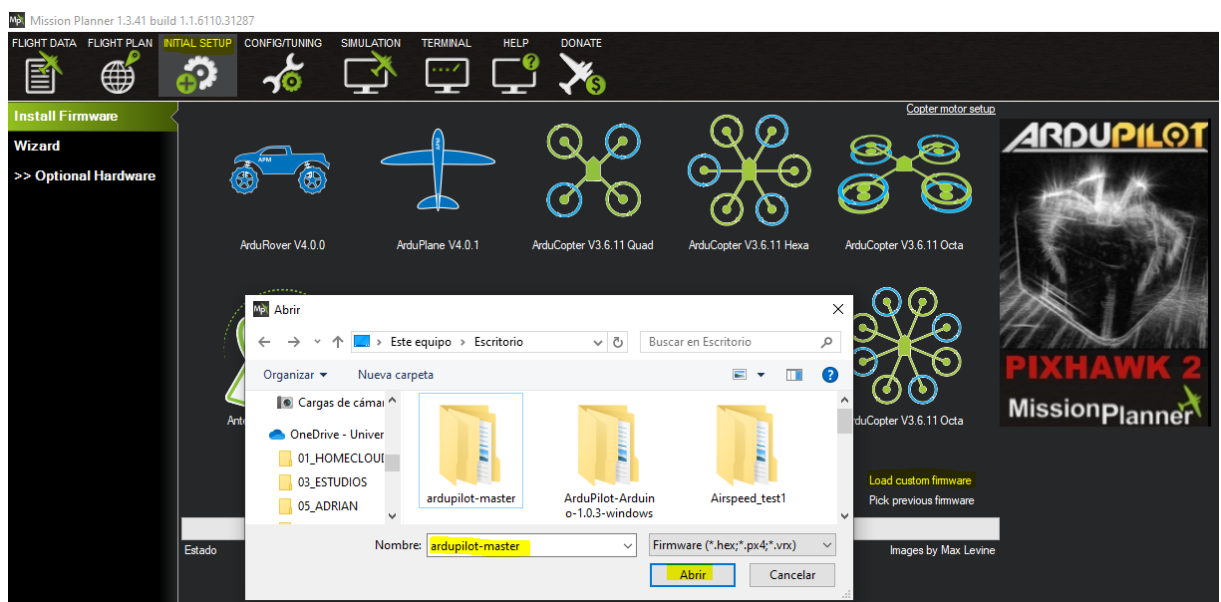 Mission Planner 1.3.41 build 1.1.6110.31287
FLIGHT DATA FLIGHT PLAN INITIAL SETUP CONFIG/TUNING SIMULATION TERMINAL HELP DONATE
Install Firmware
Wizard
>> Optional Hardware
Copter motor setup
APM
APM
ArduRover V4.0.0
ArduPlane V4.0.1
ArduCopter V3.6.11 Quad
ArduCopter V3.6.11 Hexa
ArduCopter V3.6.11 Octa
ARDUPILOT
PIXHAWK 2
Mission Planner
Ante
duCopter V3.6.11 Octa
Load custom firmware
Pick previous firmware
Estado
Images by Max Levine
Abrir
Este equipo > Escritorio
Buscar en Escritorio
Organizar
Nueva carpeta
Cargas de cámar
OneDrive - Univer
01_HOMECLOUD
03_ESTUDIOS
05_ADRIAN
ardupilot-master
ArduPilot-Arduin
o-1.0.3-windows
Airspeed_test1
Nombre: ardupilot-master
Firmware (*.hex;*.px4;*.vrx)
Abrir
Cancelar